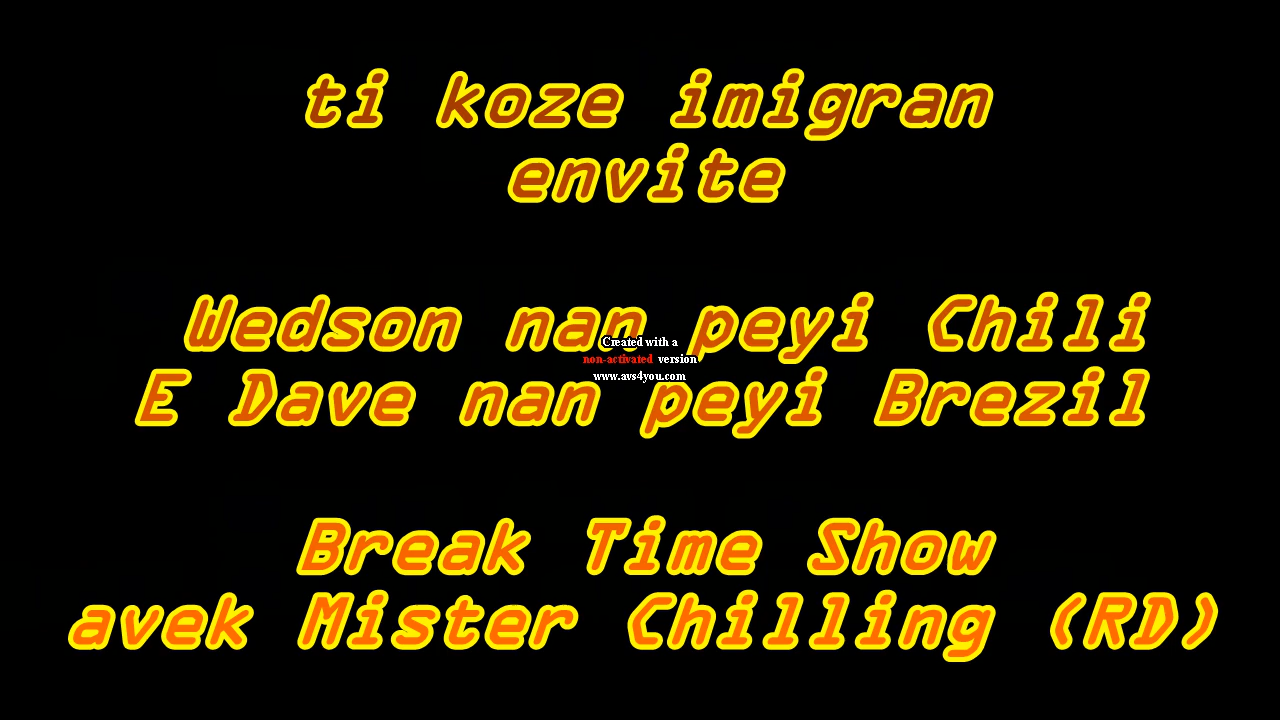 ti koze imigran
envite
Wedson nan peyi Chili
Created with a
non-activated version
www.avs4you.com
E Dave nan peyi Brezil
Break Time Show
avek Mister Chilling (RD)